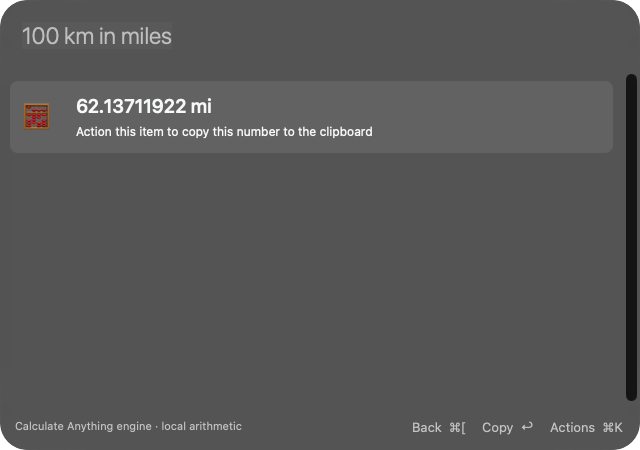 100 km in miles
62.13711922 mi
Action this item to copy this number to the clipboard
Calculate Anything engine · local arithmetic
Back ⌘[ Copy ↩ Actions ⌘K